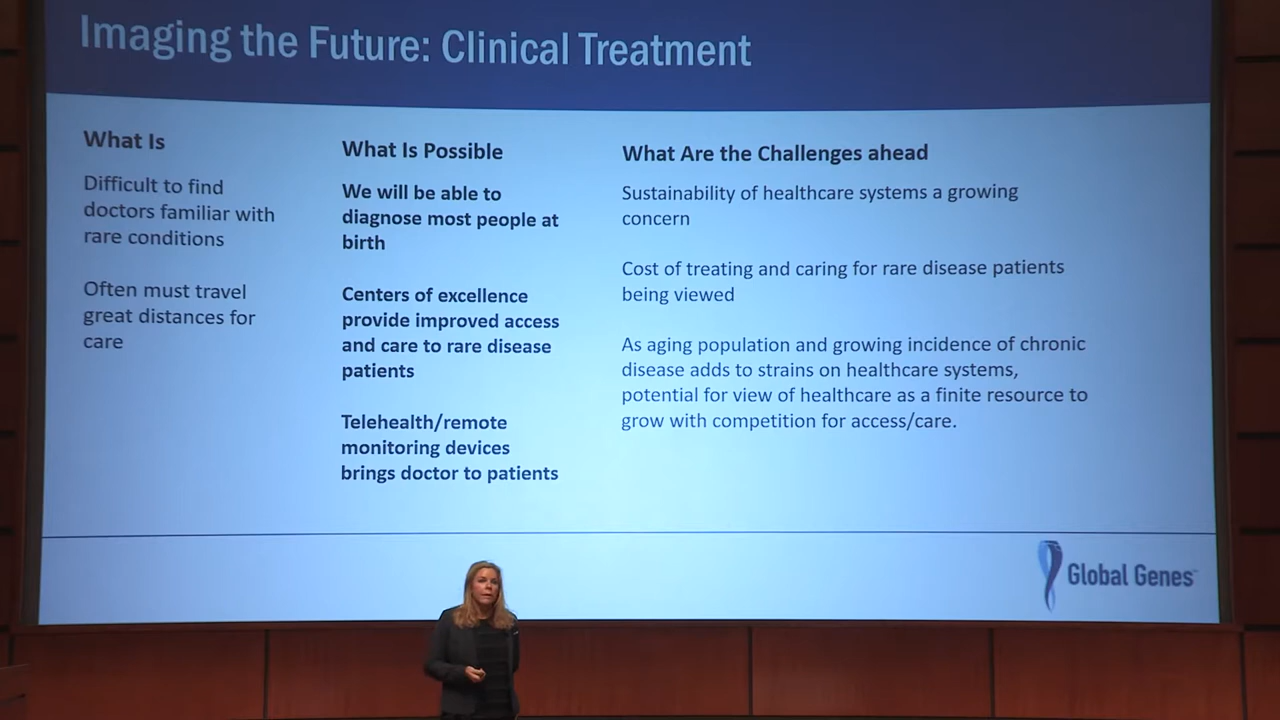 Imaging the Future: Clinical Treatment
What Is
Difficult to find
doctors familiar with
rare conditions
Often must travel
great distances for
care
What Is Possible
We will be able to
diagnose most people at
birth
Centers of excellence
provide improved access
and care to rare disease
patients
Telehealth/remote
monitoring devices
brings doctor to patients
What Are the Challenges ahead
Sustainability of healthcare systems a growing
concern
Cost of treating and caring for rare disease patients
being viewed
As aging population and growing incidence of chronic
disease adds to strains on healthcare systems,
potential for view of healthcare as a finite resource to
grow with competition for access/care.
Global Genes™